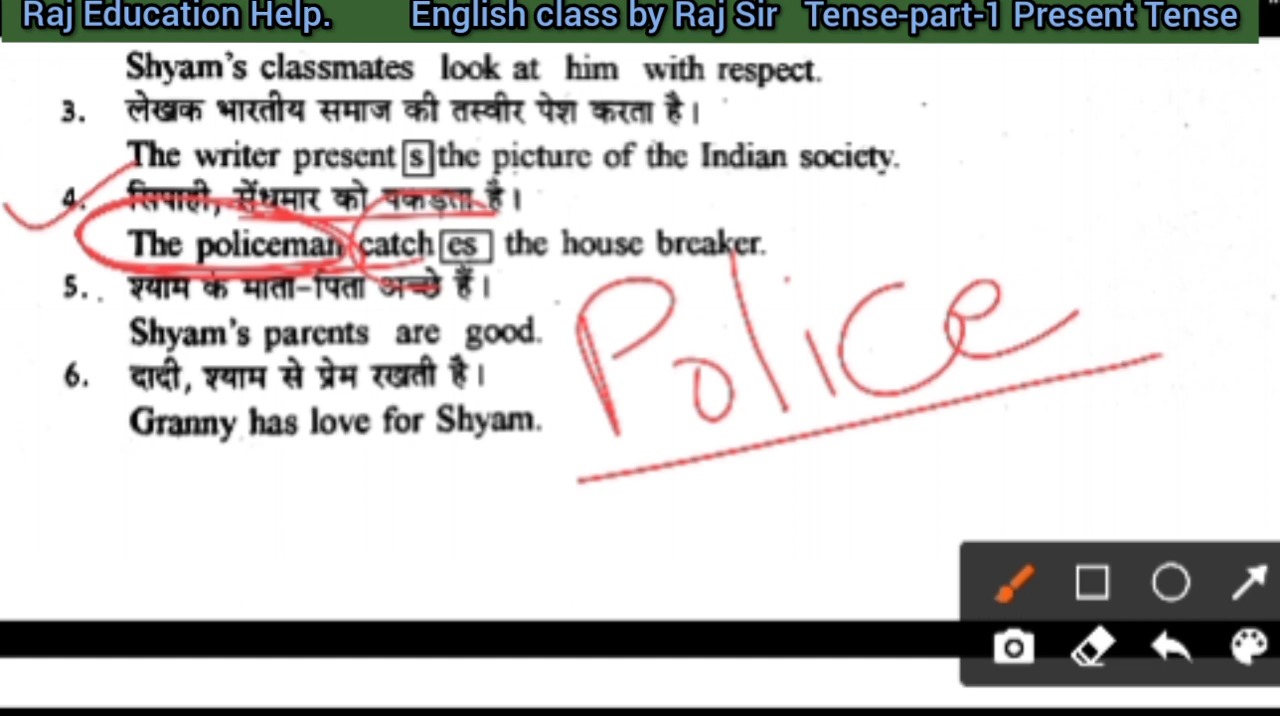 Raj Education Help. English class by Raj Sir Tense-part-1 Present Tense
Shyam's classmates look at him with respect.
3. लेखक भारतीय समाज की तस्वीर पेश करता है।
The writer present s the picture of the Indian society.
4. सिपाही, सेंधमार को पकड़ता है।
The policeman catch es the house breaker.
5. . श्याम के माता-पिता अच्छे हैं।
Shyam's parents are good.
6. दादी, श्याम से प्रेम रखती है।
Granny has love for Shyam.
Police